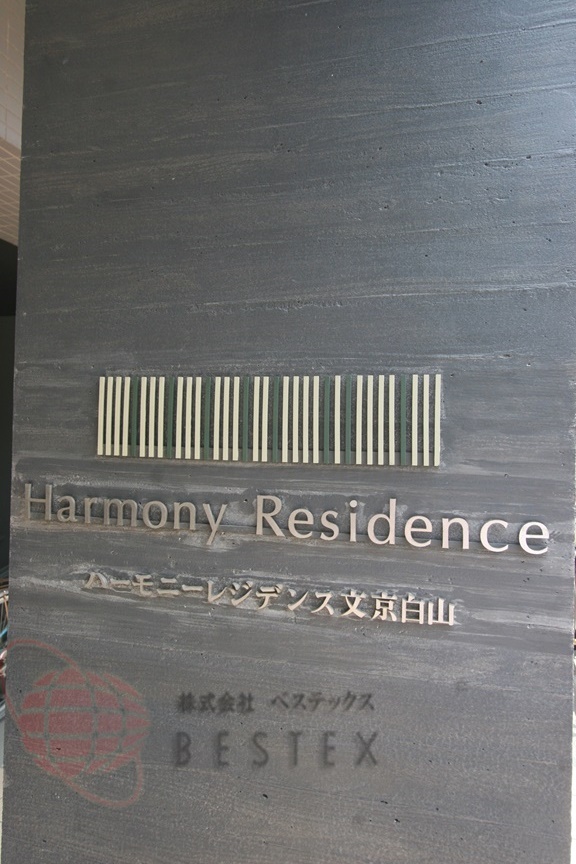 Harmony Residence
ハーモニーレジデンス文京白山
株式会社 ベステックス
BESTEX